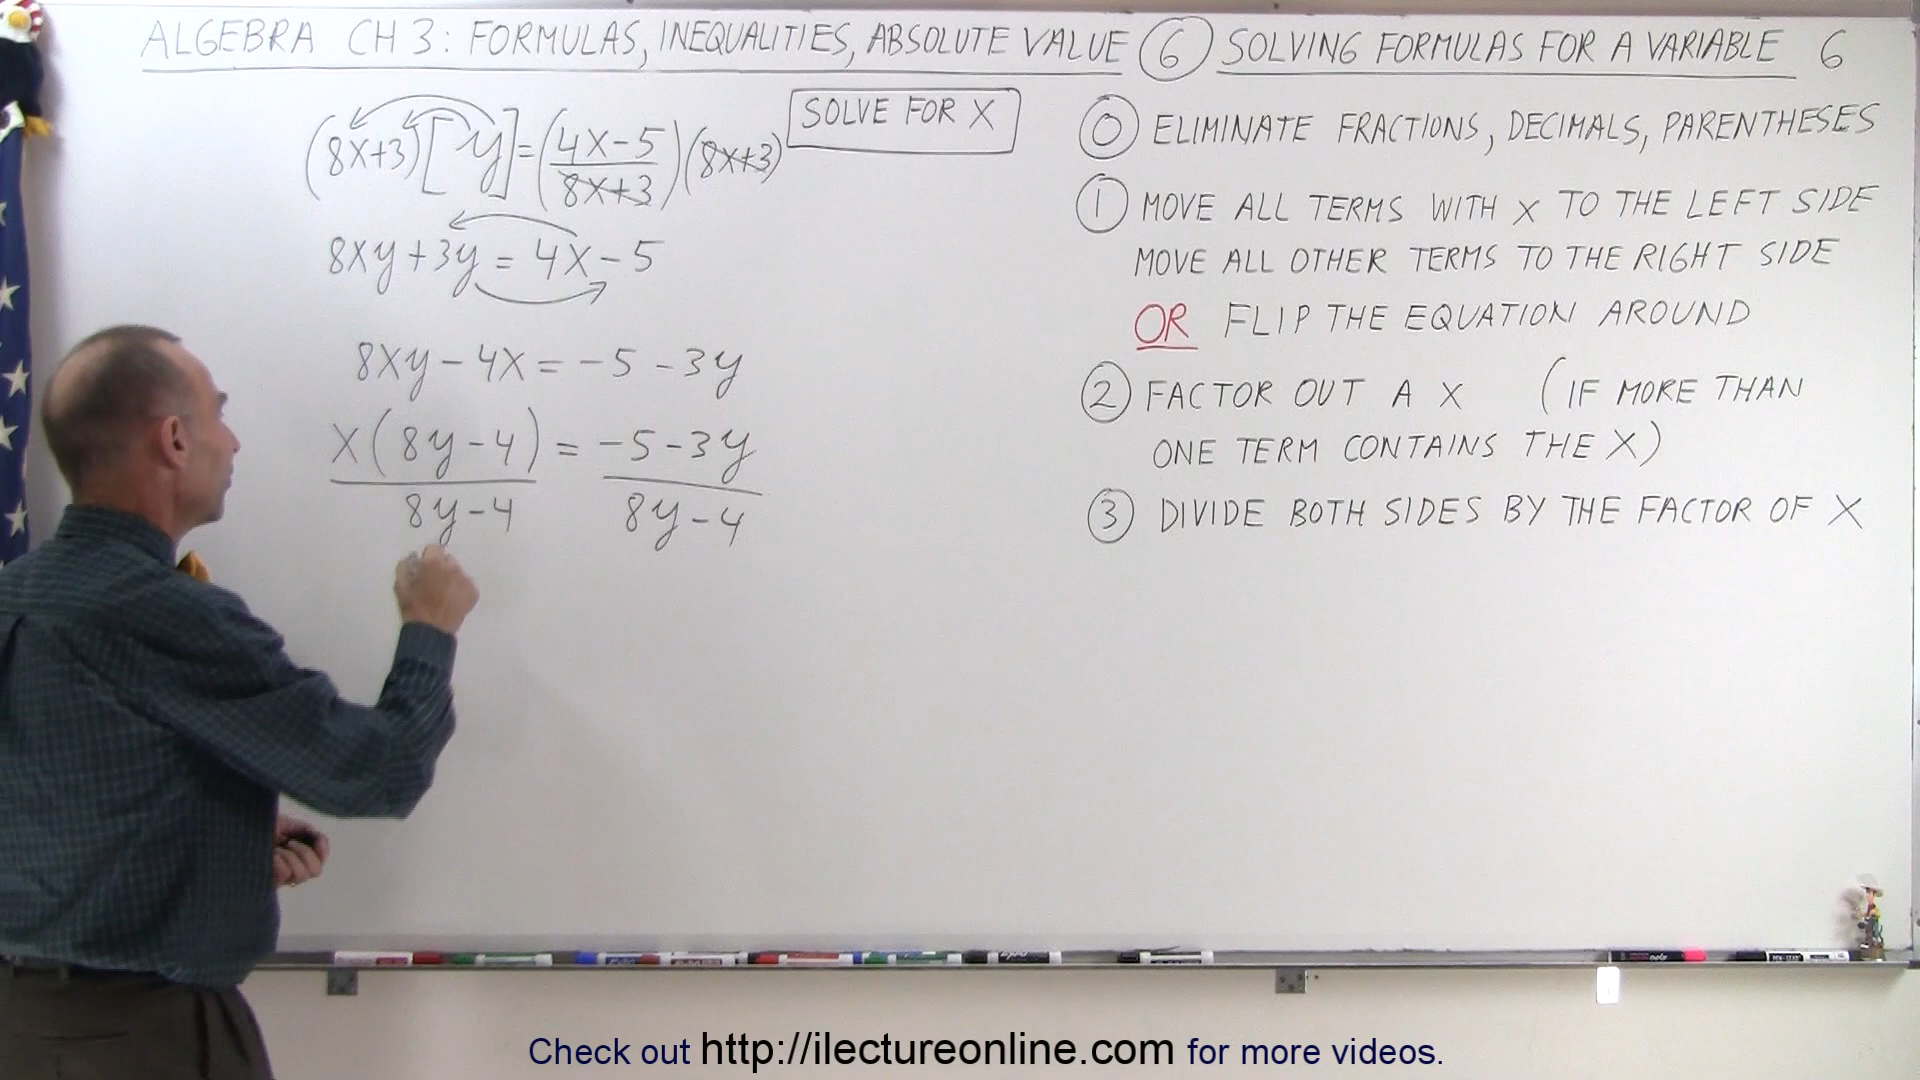 ALGEBRA CH 3: FORMULAS, INEQUALITIES, ABSOLUTE VALUE ⑥ SOLVING FORMULAS FOR A VARIABLE 6
(8x+3)[y]=(4x-5/8x+3)(8x+3)
SOLVE FOR X
8xy+3y=4x-5
8xy-4x=-5-3y
x(8y-4)=-5-3y
8y-4 8y-4
⓪ ELIMINATE FRACTIONS, DECIMALS, PARENTHESES
① MOVE ALL TERMS WITH X TO THE LEFT SIDE
MOVE ALL OTHER TERMS TO THE RIGHT SIDE
OR FLIP THE EQUATION AROUND
② FACTOR OUT A X (IF MORE THAN
ONE TERM CONTAINS THE X)
③ DIVIDE BOTH SIDES BY THE FACTOR OF X
Check out http://ilectureonline.com for more videos.